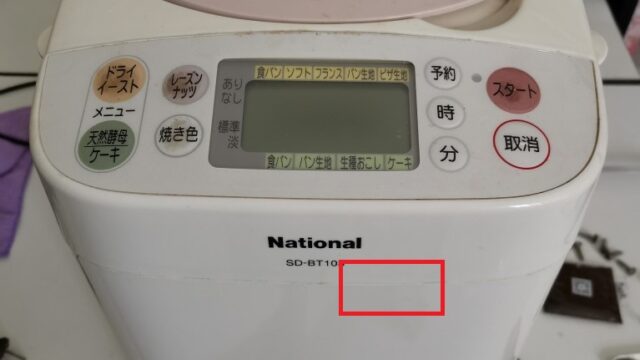 ドライ
イースト
メニュー
天然酵母
ケーキ
レーズン
ナッツ
焼き色
あり
なし
標準
淡
食パン ソフト フランス パン生地 ピザ生地
食パン パン生地 生種おこし ケーキ
予約
時
分
スタート
取消
National